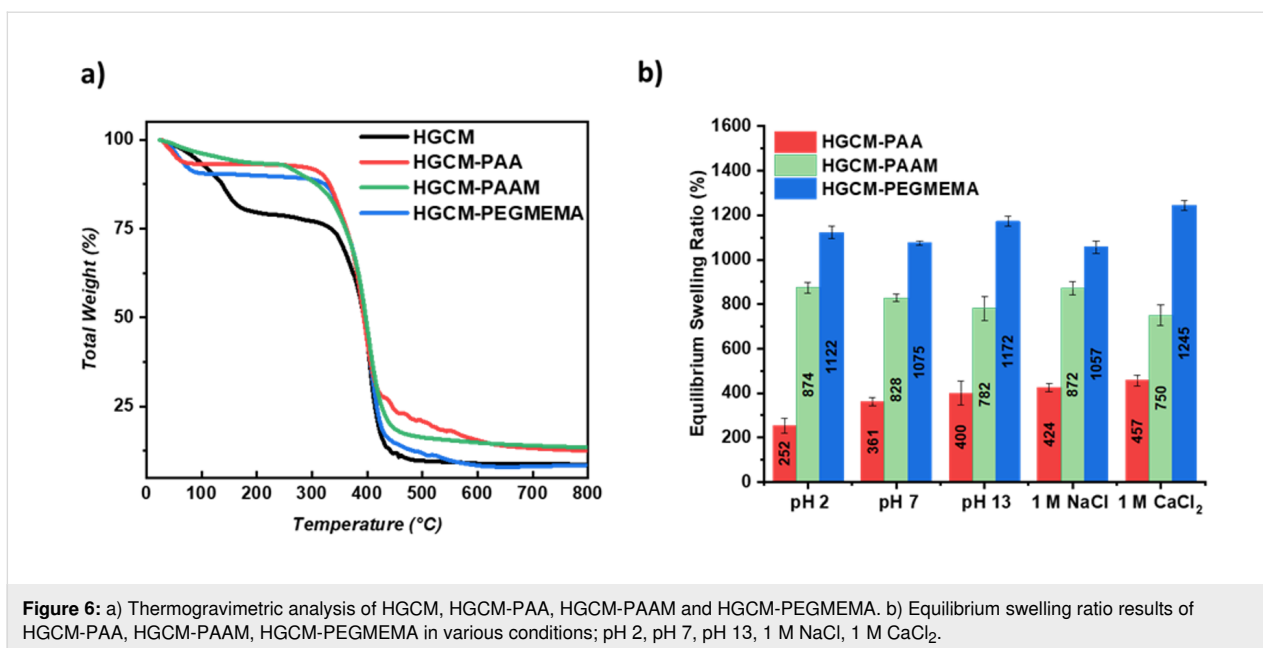 a)
HGCM
HGCM-PAA
HGCM-PAAM
HGCM-PEGMEMA
Total Weight (%)
100
75
50
25
0 100 200 300 400 500 600 700 800
Temperature (°C)
b)
HGCM-PAA
HGCM-PAAM
HGCM-PEGMEMA
Equilibrium Swelling Ratio (%)
1600
1400
1200
1000
800
600
400
200
0
252 874 1122
361 828 1075
400 782 1172
424 872 1057
457 750 1245
pH 2 pH 7 pH 13 1 M NaCl 1 M CaCl₂
Figure 6: a) Thermogravimetric analysis of HGCM, HGCM-PAA, HGCM-PAAM and HGCM-PEGMEMA. b) Equilibrium swelling ratio results of
HGCM-PAA, HGCM-PAAM, HGCM-PEGMEMA in various conditions; pH 2, pH 7, pH 13, 1 M NaCl, 1 M CaCl₂.